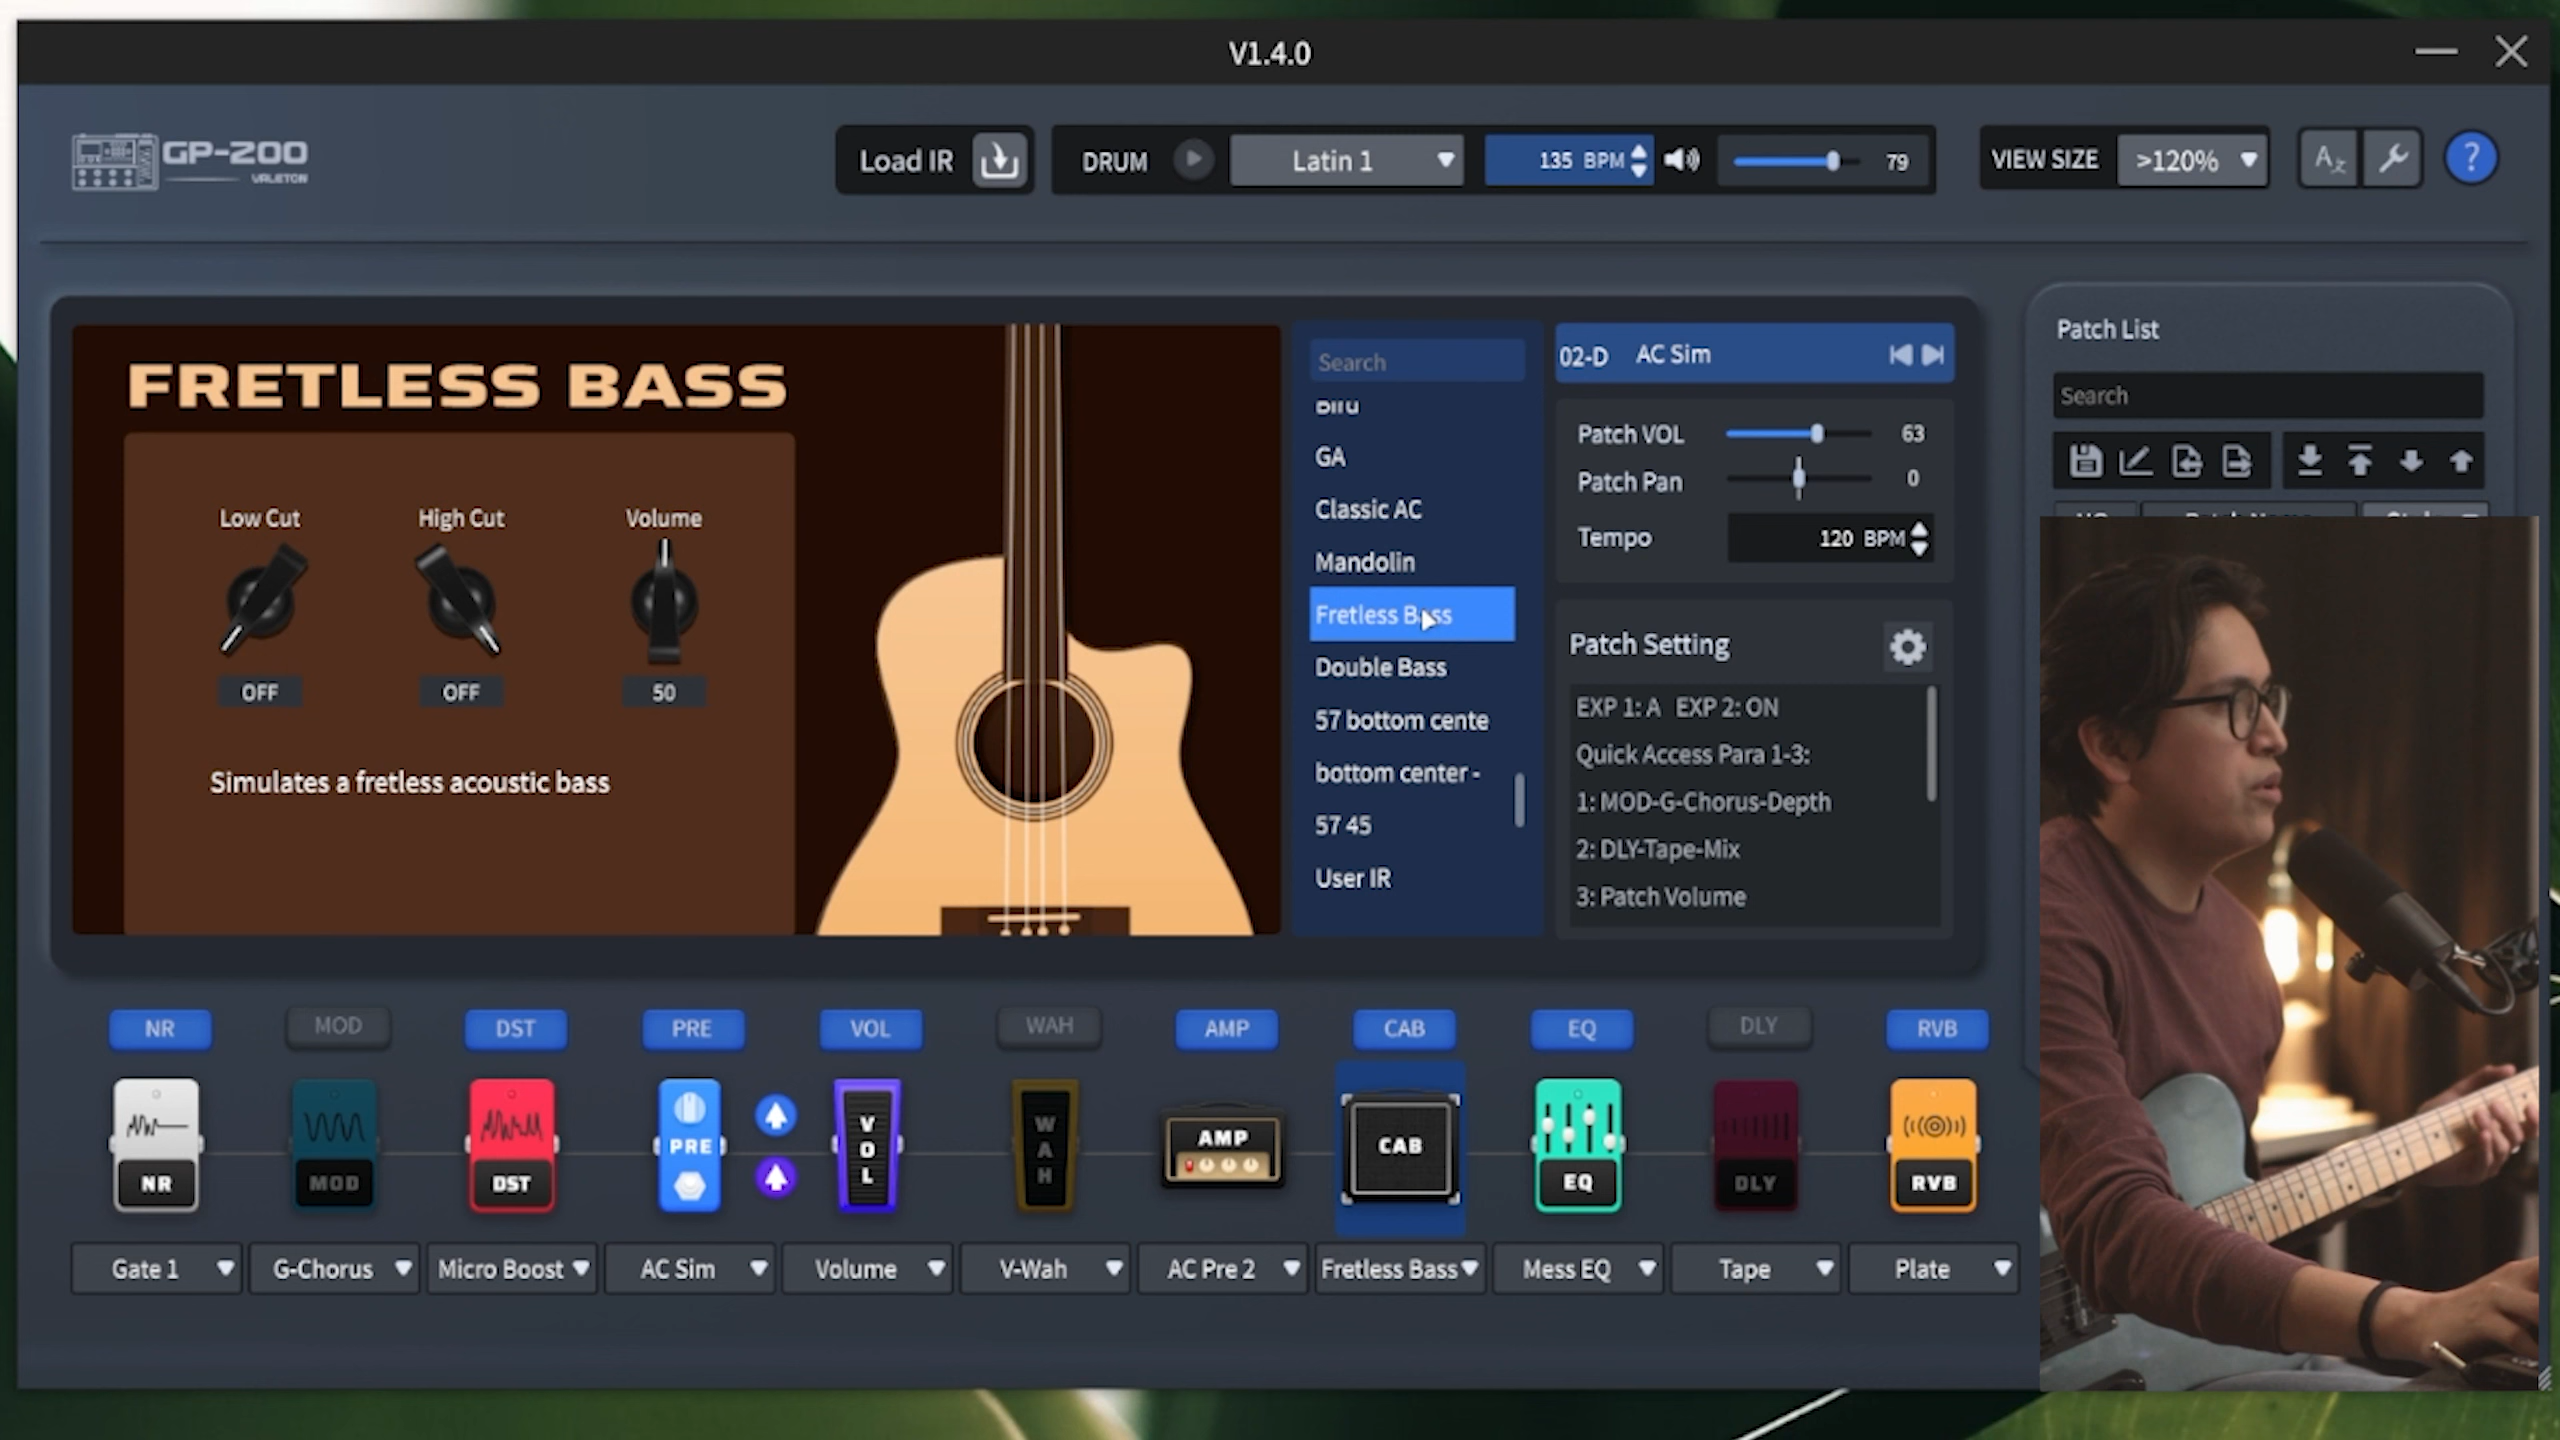 V1.4.0
GP-200
VALETON
Load IR
DRUM
Latin 1
135 BPM
79
VIEW SIZE
>120%
?
FRETLESS BASS
Low Cut
High Cut
Volume
OFF
OFF
50
Simulates a fretless acoustic bass
Search
GA
Classic AC
Mandolin
Fretless Bass
Double Bass
57 bottom cente
bottom center -
57 45
User IR
02-D AC Sim
Patch VOL 63
Patch Pan 0
Tempo 120 BPM
Patch Setting
EXP 1: A EXP 2: ON
Quick Access Para 1-3:
1: MOD-G-Chorus-Depth
2: DLY-Tape-Mix
3: Patch Volume
Patch List
Search
NR MOD DST PRE VOL WAH AMP CAB EQ DLY RVB
NR MOD DST PRE VOL WAH AMP CAB EQ DLY RVB
Gate 1 G-Chorus Micro Boost AC Sim Volume V-Wah AC Pre 2 Fretless Bass Mess EQ Tape Plate